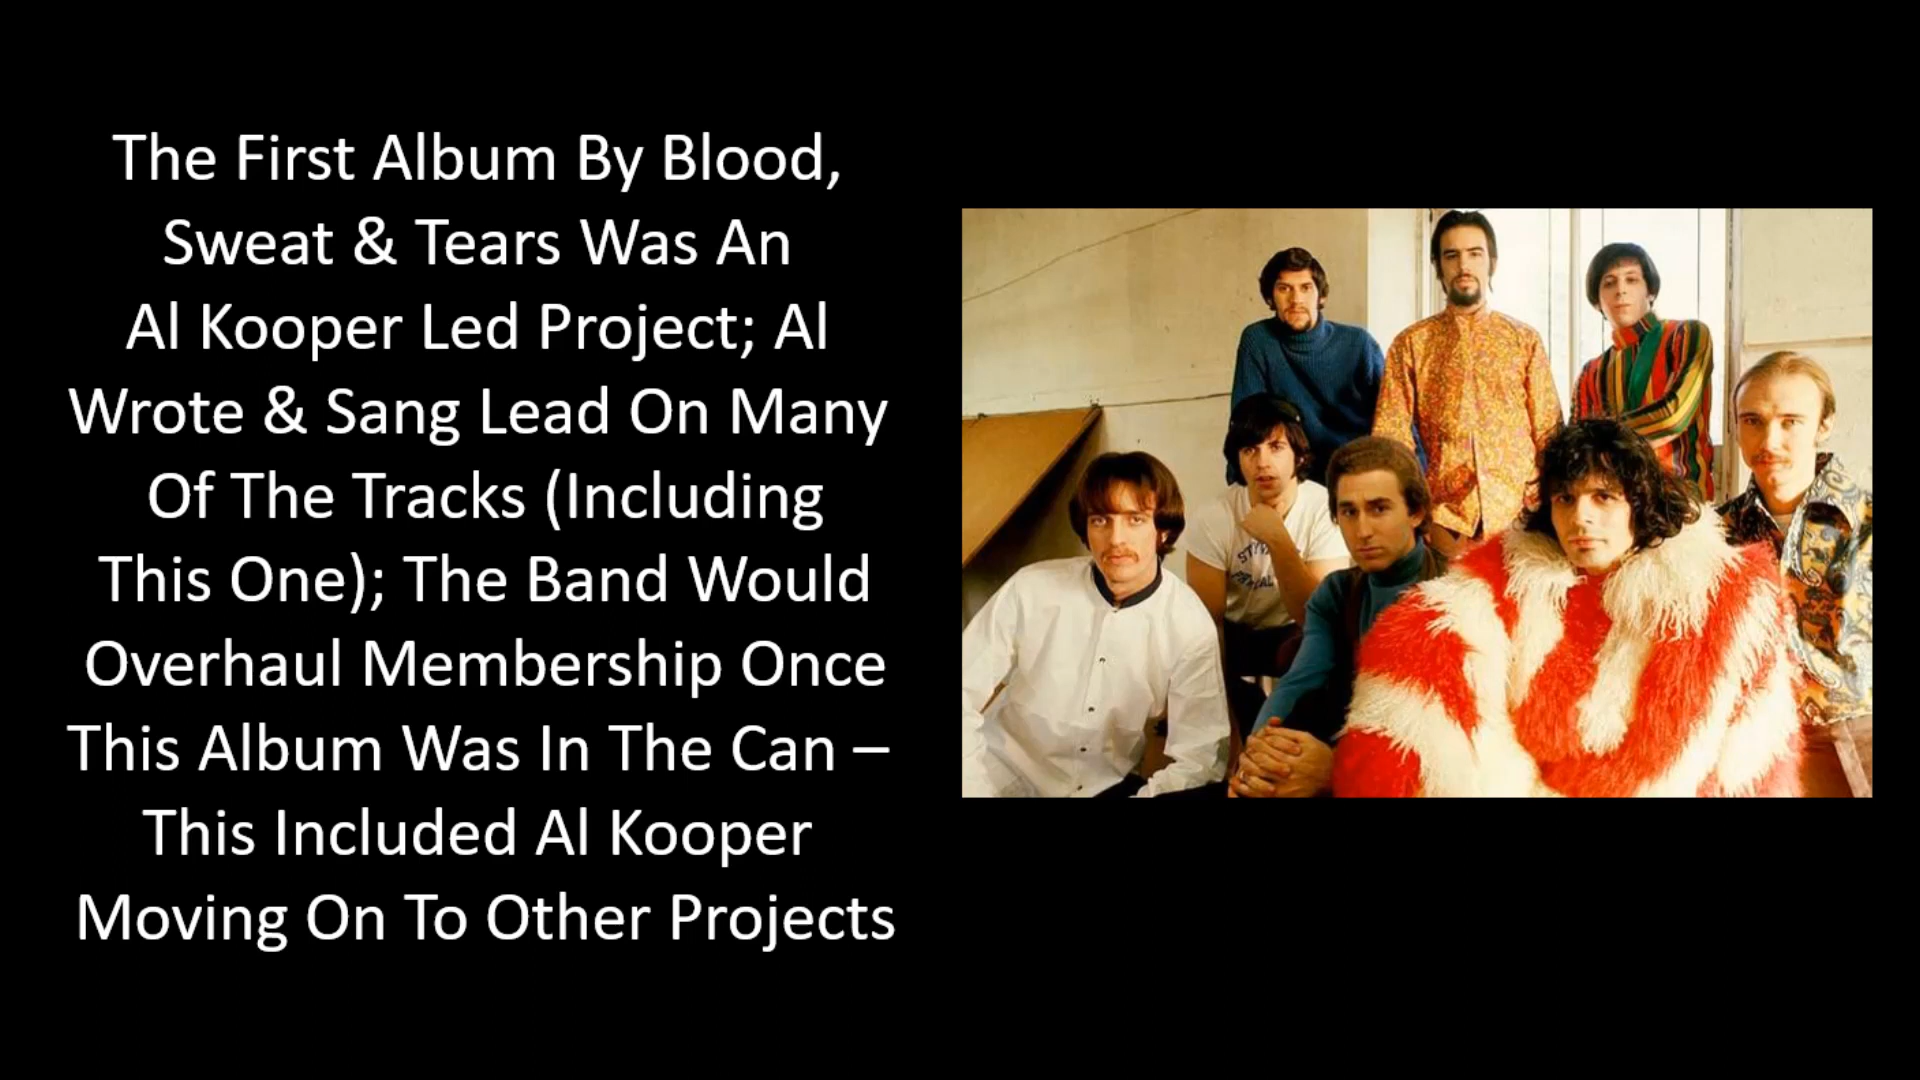 The First Album By Blood,
Sweat & Tears Was An
Al Kooper Led Project; Al
Wrote & Sang Lead On Many
Of The Tracks (Including
This One); The Band Would
Overhaul Membership Once
This Album Was In The Can –
This Included Al Kooper
Moving On To Other Projects